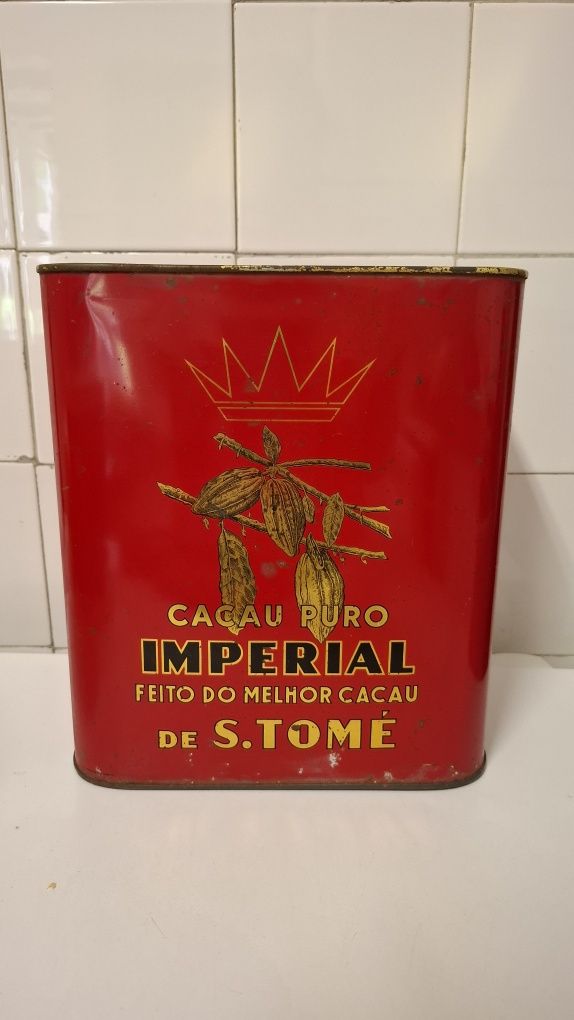 CACAU PURO
IMPERIAL
FEITO DO MELHOR CACAU
DE S. TOMÉ